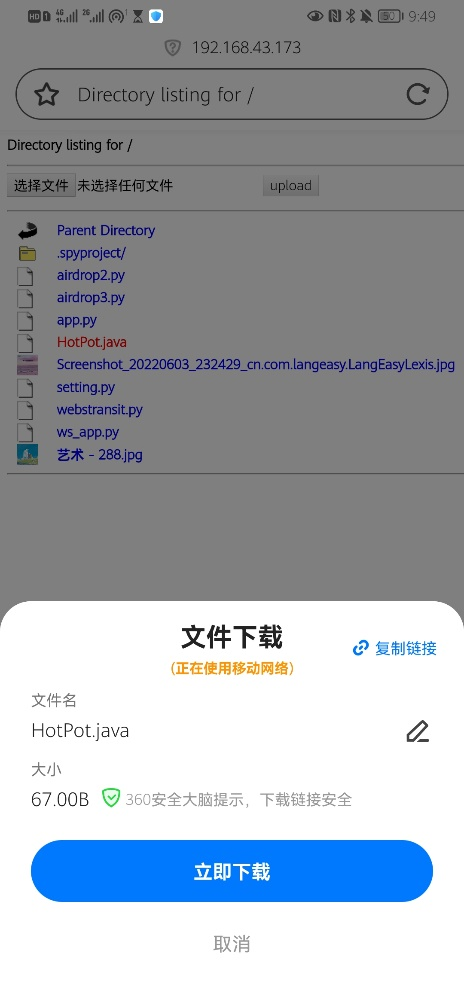 HD 1 4G 2G 50 9:49
192.168.43.173
Directory listing for /
Directory listing for /
选择文件 未选择任何文件 upload
Parent Directory
.spyproject/
airdrop2.py
airdrop3.py
app.py
HotPot.java
Screenshot_20220603_232429_cn.com.langeasy.LangEasyLexis.jpg
setting.py
webstransit.py
ws_app.py
艺术 - 288.jpg
文件下载
(正在使用移动网络)
复制链接
文件名
HotPot.java
大小
67.00B 360安全大脑提示，下载链接安全
立即下载
取消